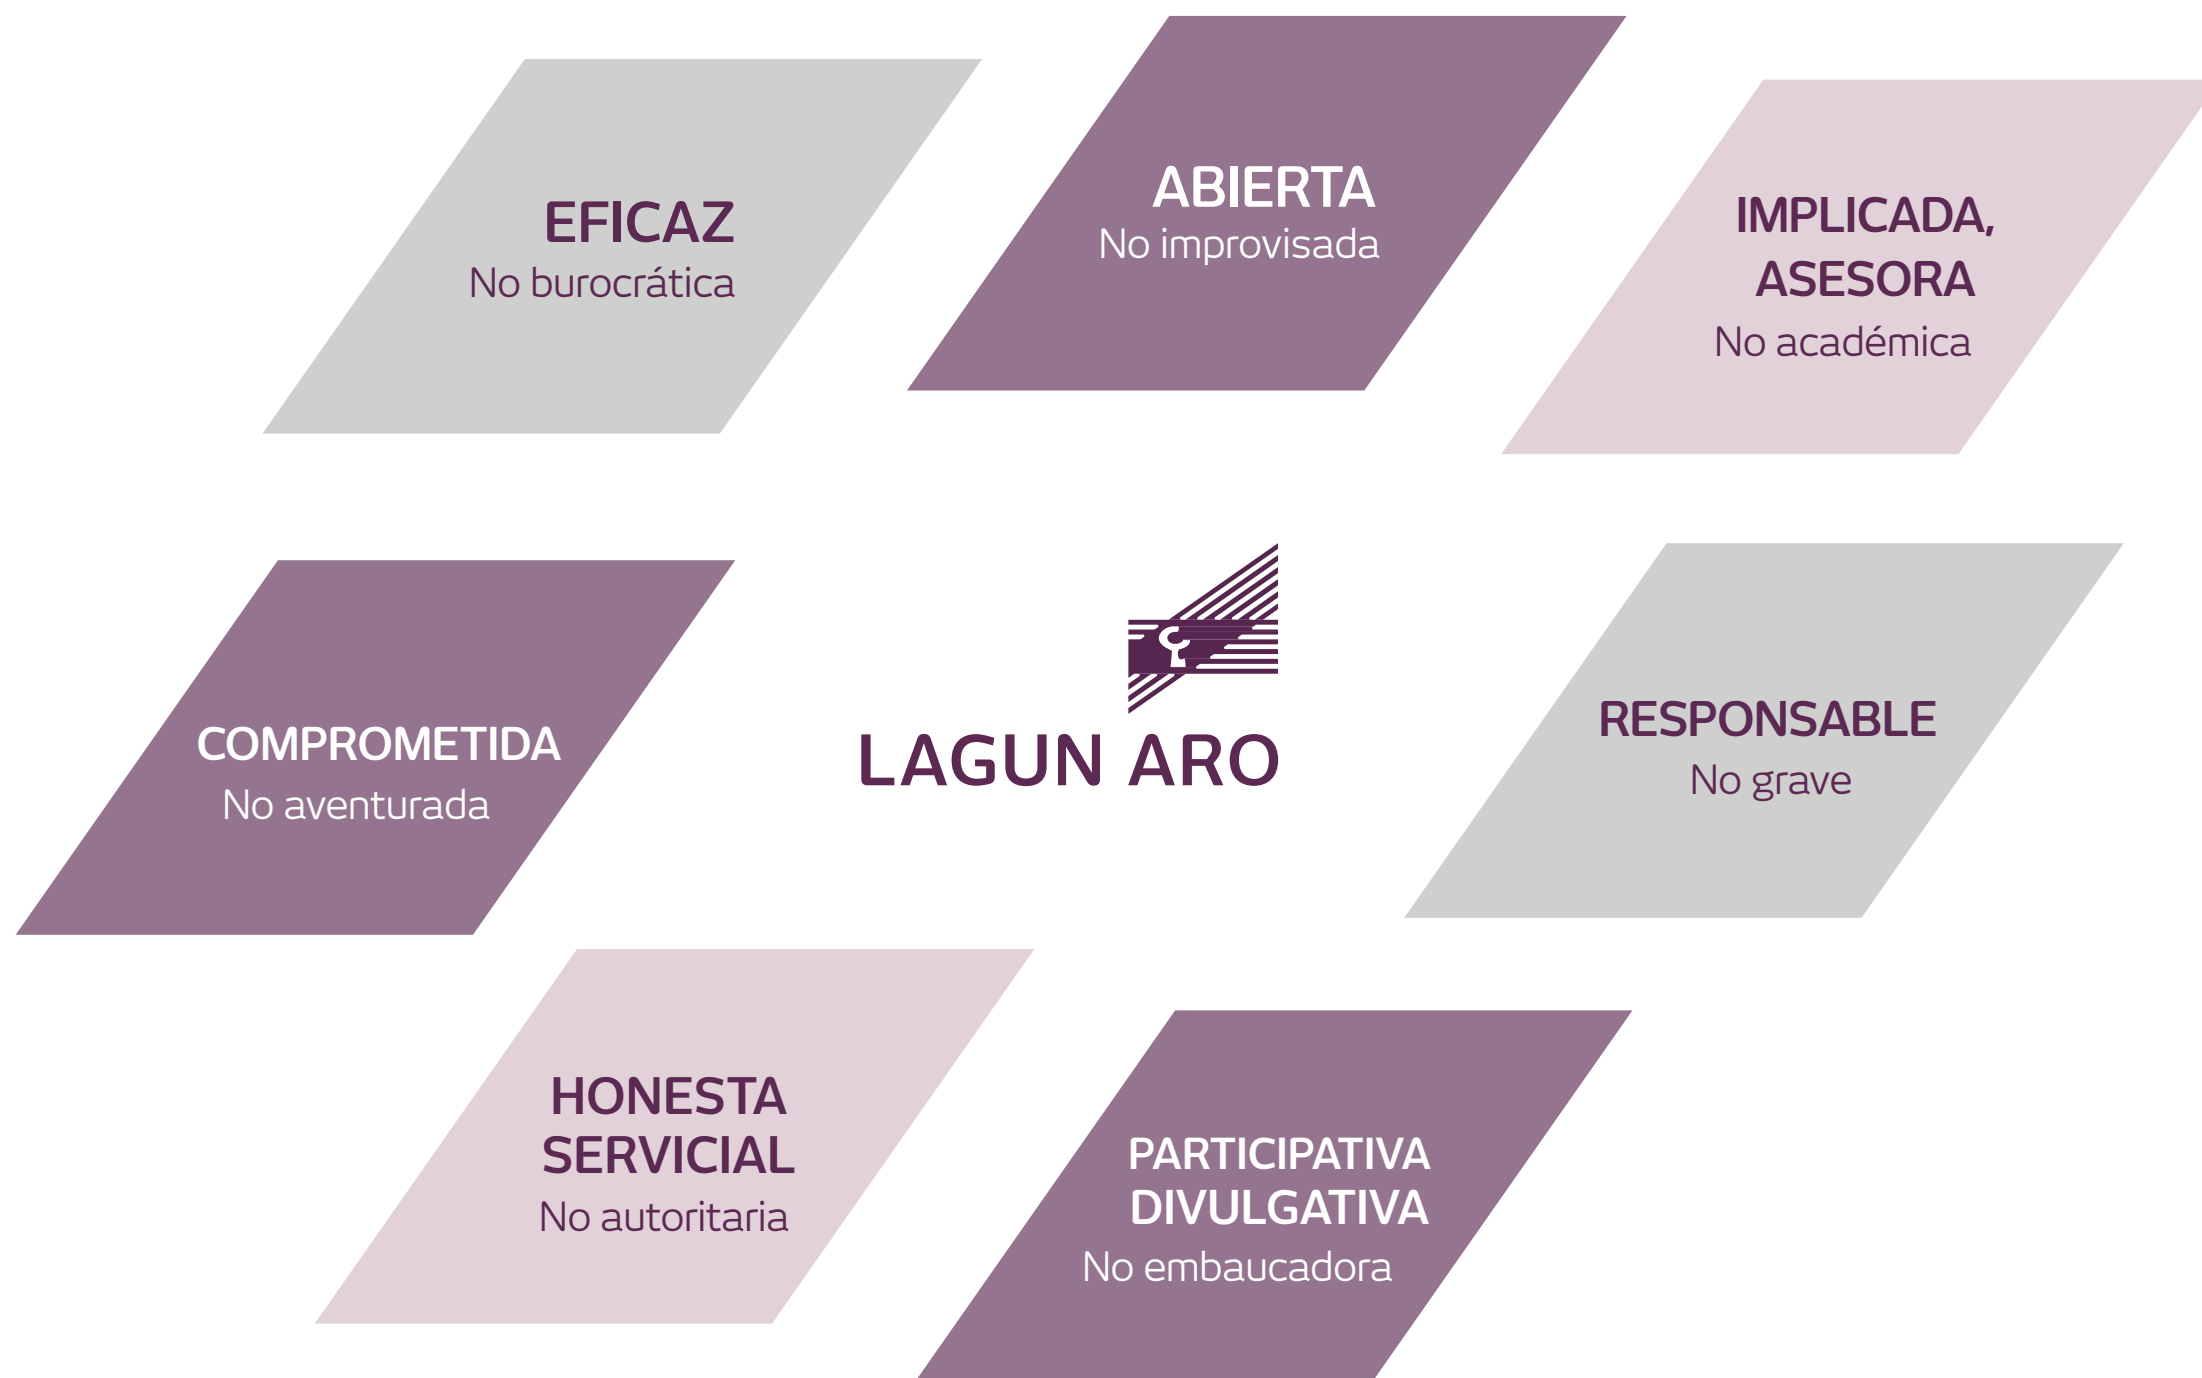 EFICAZ
No burocrática
ABIERTA
No improvisada
IMPLICADA,
ASESORA
No académica
COMPROMETIDA
No aventurada
LAGUN ARO
RESPONSABLE
No grave
HONESTA
SERVICIAL
No autoritaria
PARTICIPATIVA
DIVULGATIVA
No embaucadora